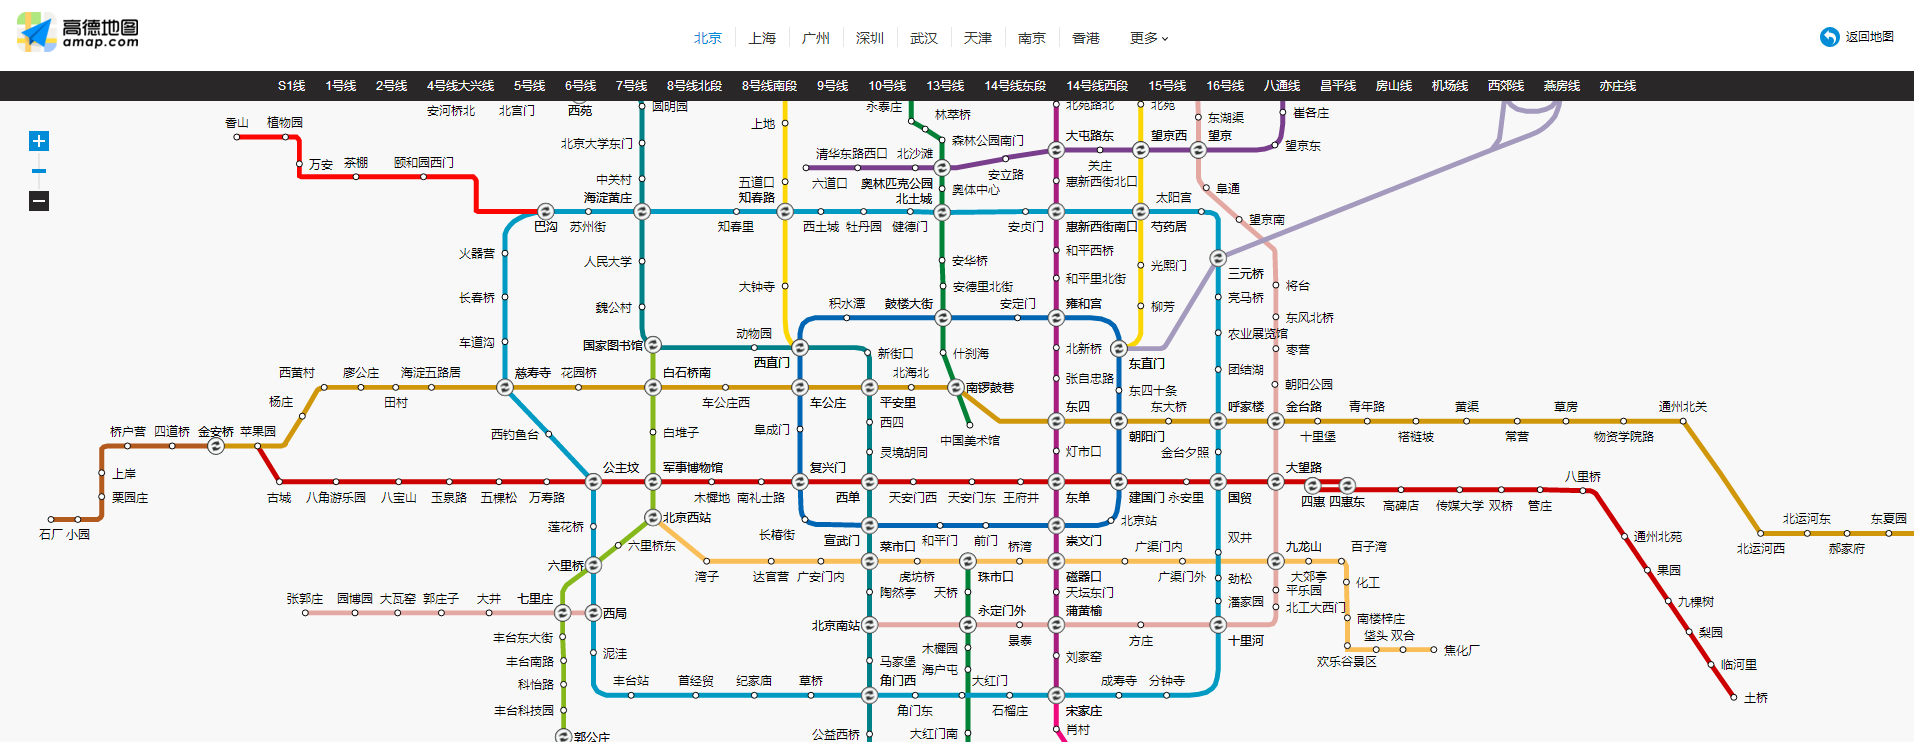 高德地图
amap.com
北京 上海 广州 深圳 武汉 天津 南京 香港 更多
返回地图
S1线 1号线 2号线 4号线大兴线 5号线 6号线 7号线 8号线北段 8号线南段 9号线 10号线 13号线 14号线东段 14号线西段 15号线 16号线 八通线 昌平线 房山线 机场线 西郊线 燕房线 亦庄线
安河桥北 北宫门 西苑 圆明园 永泰庄 林萃桥 北苑路北 北苑 东湖渠 崔各庄
香山 植物园 上地 北京大学东门 森林公园南门 大屯路东 望京西 望京 望京东
万安 茶棚 颐和园西门 清华东路西口 北沙滩 关庄
中关村 五道口 六道口 奥林匹克公园 安立路 惠新西街北口 阜通
海淀黄庄 知春路 北土城 奥体中心 太阳宫
巴沟 苏州街 知春里 西土城 牡丹园 健德门 安贞门 惠新西街南口 芍药居 望京南
火器营 人民大学 安华桥 和平西桥 光熙门 三元桥
长春桥 魏公村 大钟寺 安德里北街 和平里北街 将台
积水潭 鼓楼大街 安定门 雍和宫 柳芳 亮马桥
车道沟 国家图书馆 动物园 西直门 新街口 什刹海 北新桥 东直门 农业展览馆 东风北桥
枣营
西黄村 廖公庄 海淀五路居 慈寿寺 花园桥 白石桥南 北海北 南锣鼓巷 张自忠路 团结湖 朝阳公园
杨庄 田村 车公庄西 车公庄 平安里 东四 东四十条 东大桥 呼家楼 金台路 青年路 黄渠 草房 通州北关
桥户营 四道桥 金安桥 苹果园 西钓鱼台 白堆子 阜成门 西四 中国美术馆 朝阳门 十里堡 褡裢坡 常营 物资学院路
灵境胡同 灯市口 金台夕照
上岸 公主坟 军事博物馆 复兴门 大望路 八里桥
栗园庄 古城 八角游乐园 八宝山 玉泉路 五棵松 万寿路 木樨地 南礼士路 西单 天安门西 天安门东 王府井 东单 建国门 永安里 国贸 四惠 四惠东 高碑店 传媒大学 双桥 管庄
石厂 小园 莲花桥 北京西站 长椿街 宣武门 和平门 前门 崇文门 北京站 双井 通州北苑 北运河东 东夏园
六里桥东 菜市口 桥湾 广渠门内 九龙山 百子湾 北运河西 郝家府
六里桥 湾子 达官营 广安门内 虎坊桥 珠市口 磁器口 广渠门外 劲松 大郊亭 化工 果园
张郭庄 园博园 大瓦窑 郭庄子 大井 七里庄 西局 陶然亭 天桥 天坛东门 潘家园 平乐园 九棵树
北京南站 永定门外 蒲黄榆 北工大西门 南楼梓庄
丰台东大街 景泰 方庄 十里河 垡头 双合 梨园
丰台南路 泥洼 马家堡 木樨园 刘家窑 欢乐谷景区 焦化厂 临河里
科怡路 丰台站 首经贸 纪家庙 草桥 角门西 海户屯 大红门 成寿寺 分钟寺
丰台科技园 角门东 石榴庄 宋家庄 土桥
郭公庄 公益西桥 大红门南 肖村